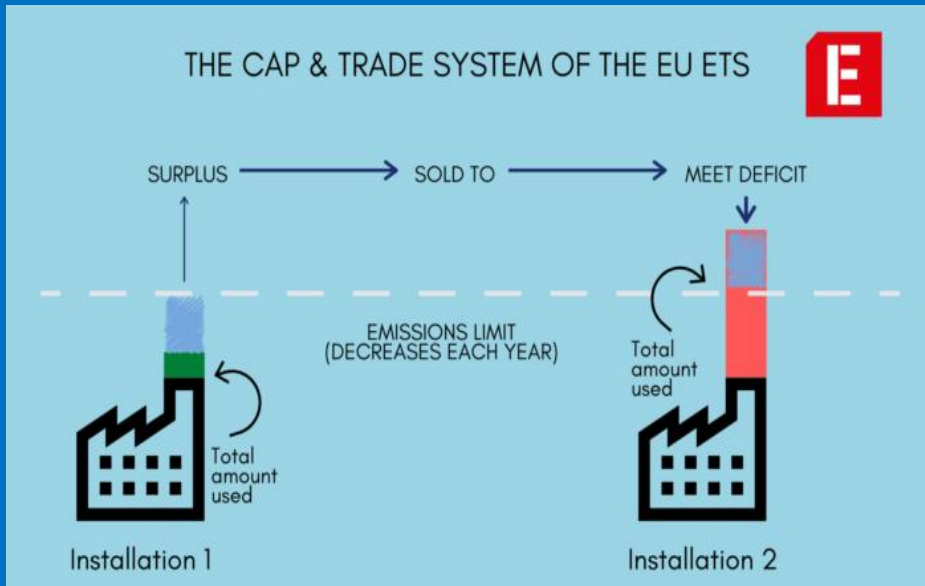 THE CAP & TRADE SYSTEM OF THE EU ETS
E
SURPLUS
SOLD TO
MEET DEFICIT
EMISSIONS LIMIT
(DECREASES EACH YEAR)
Total
amount
used
Total
amount
used
Installation 1
Installation 2